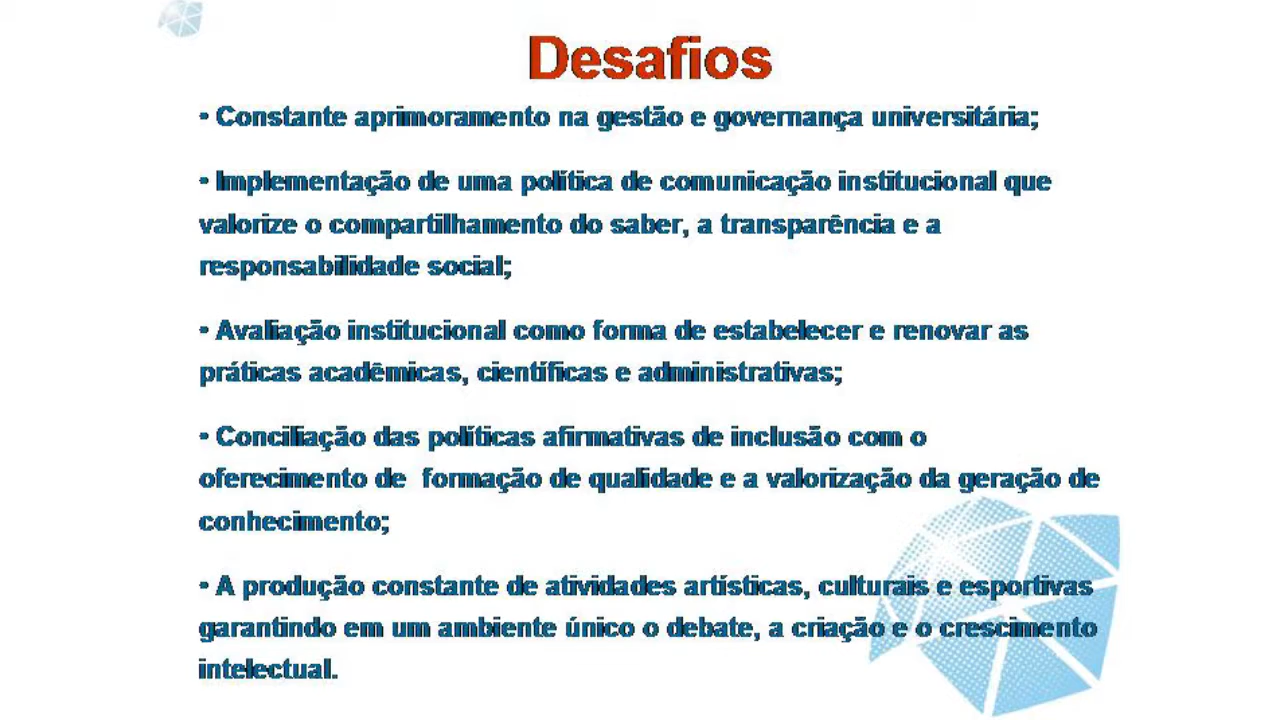 Desafios
• Constante aprimoramento na gestão e governança universitária;
• Implementação de uma política de comunicação institucional que
valorize o compartilhamento do saber, a transparência e a
responsabilidade social;
• Avaliação institucional como forma de estabelecer e renovar as
práticas acadêmicas, científicas e administrativas;
• Conciliação das políticas afirmativas de inclusão com o
oferecimento de  formação de qualidade e a valorização da geração de
conhecimento;
• A produção constante de atividades artísticas, culturais e esportivas
garantindo em um ambiente único o debate, a criação e o crescimento
intelectual.